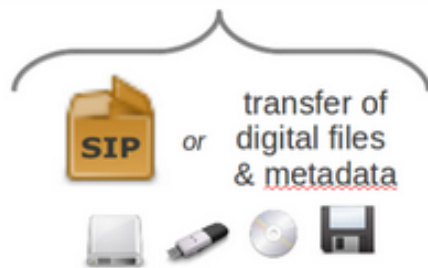 SIP
or
transfer of
digital files
& metadata